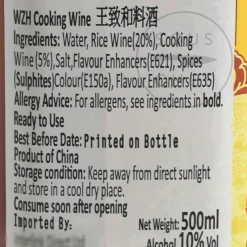 WZH Cooking Wine 王致和料酒
Ingredients: Water, Rice Wine(20%), Cooking
Wine(5%),Salt,Flavour Enhancers(E621), Spices
(Sulphites)Colour(E150a), Flavour Enhancers(E635)
Allergy Advice: For allergens, see ingredients in bold.
Ready to Use
Best Before Date: Printed on Bottle
Product of China
Storage condition: Keep away from direct sunlight
and store in a cool dry place.
Consume soon after opening
Imported By:
Net Weight: 500ml
Alcohol 10% Vol